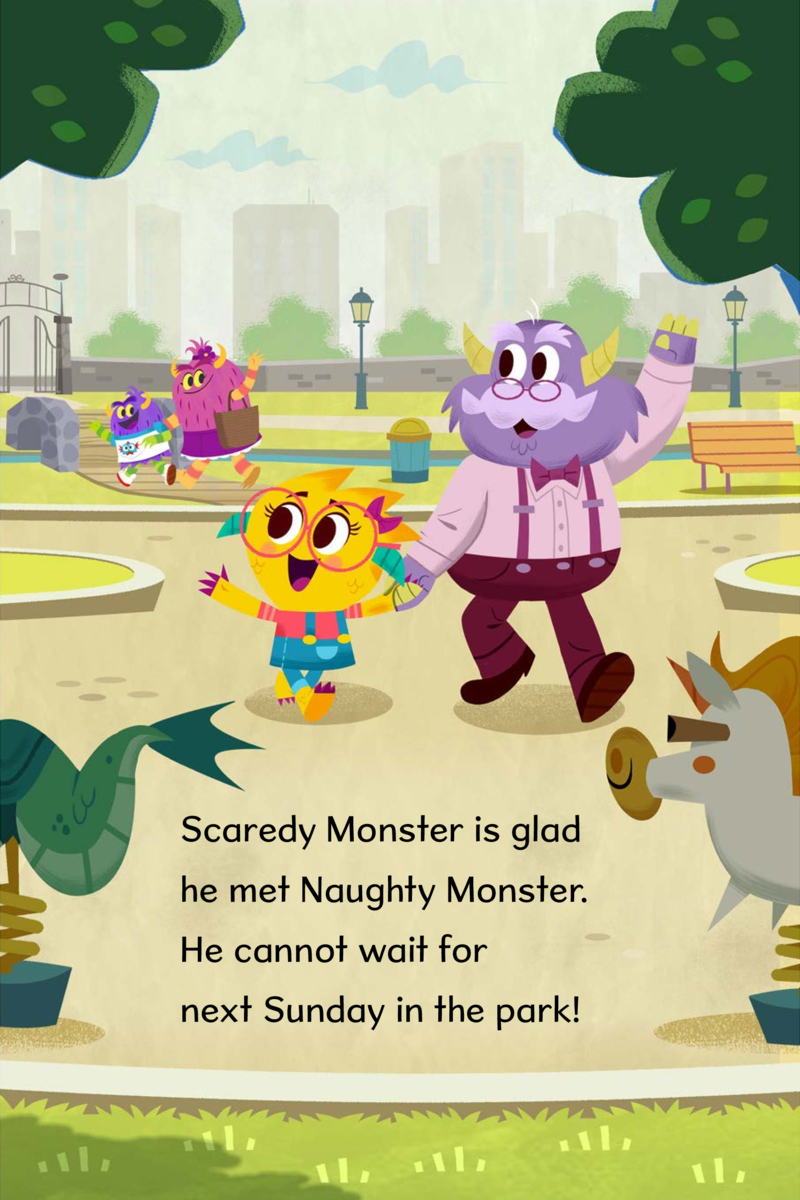 Scaredy Monster is glad
he met Naughty Monster.
He cannot wait for
next Sunday in the park!